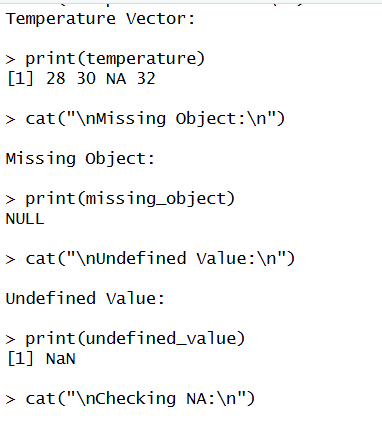 Temperature Vector:
> print(temperature)
[1] 28 30 NA 32
> cat("\nMissing Object:\n")
Missing Object:
> print(missing_object)
NULL
> cat("\nUndefined Value:\n")
Undefined Value:
> print(undefined_value)
[1] NaN
> cat("\nChecking NA:\n")